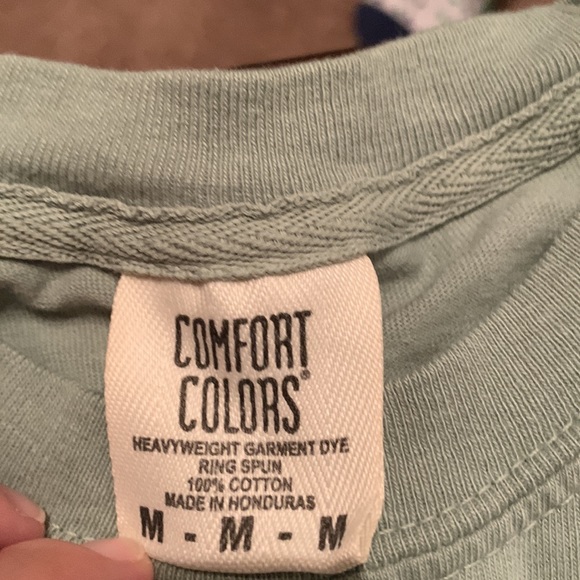 COMFORT
COLORS®
HEAVYWEIGHT GARMENT DYE
RING SPUN
100% COTTON
MADE IN HONDURAS
M - M - M